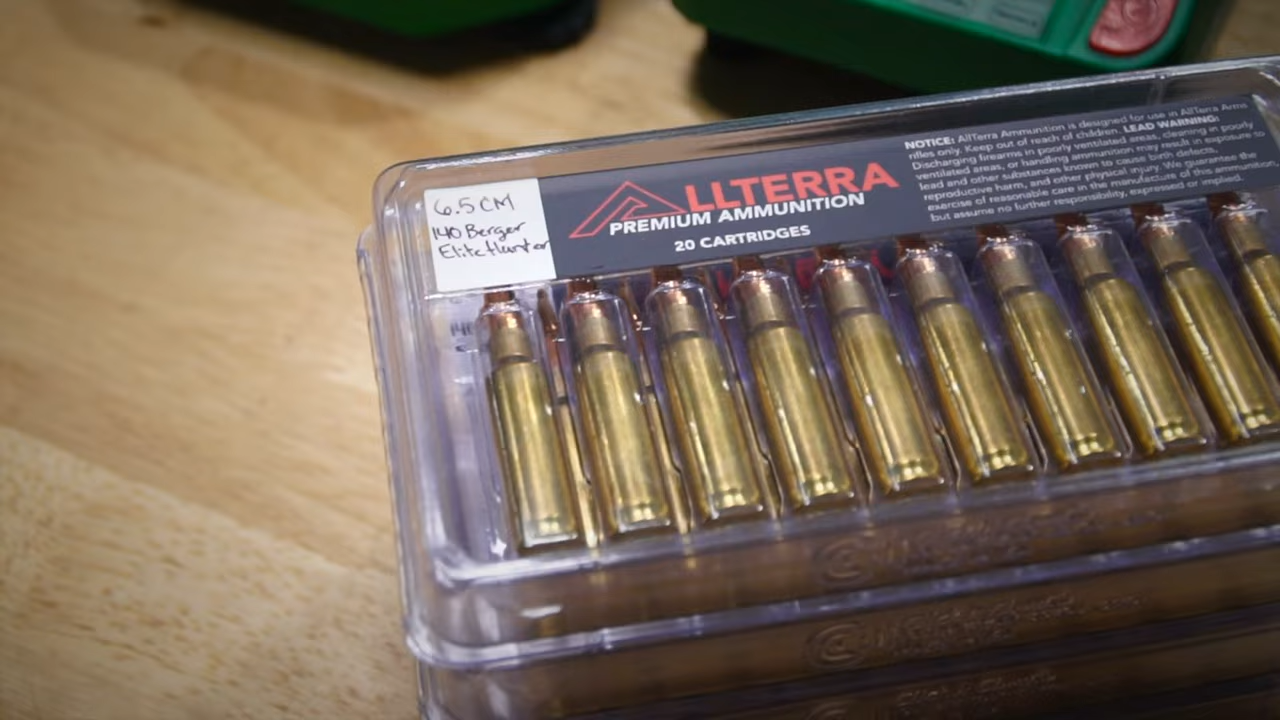 6.5 CM
140 Berger
Elite Hunter
ALLTERRA
PREMIUM AMMUNITION
20 CARTRIDGES
NOTICE: AllTerra Ammunition is designed for use in AllTerra Arms
rifles only. Keep out of reach of children. LEAD WARNING:
Discharging firearms in poorly ventilated areas, cleaning in poorly
ventilated areas, or handling ammunition may result in exposure to
lead and other substances known to cause birth defects,
reproductive harm, and other physical injury. We guarantee the
exercise of reasonable care in the manufacture of this ammunition,
but assume no further responsibility, expressed or implied.